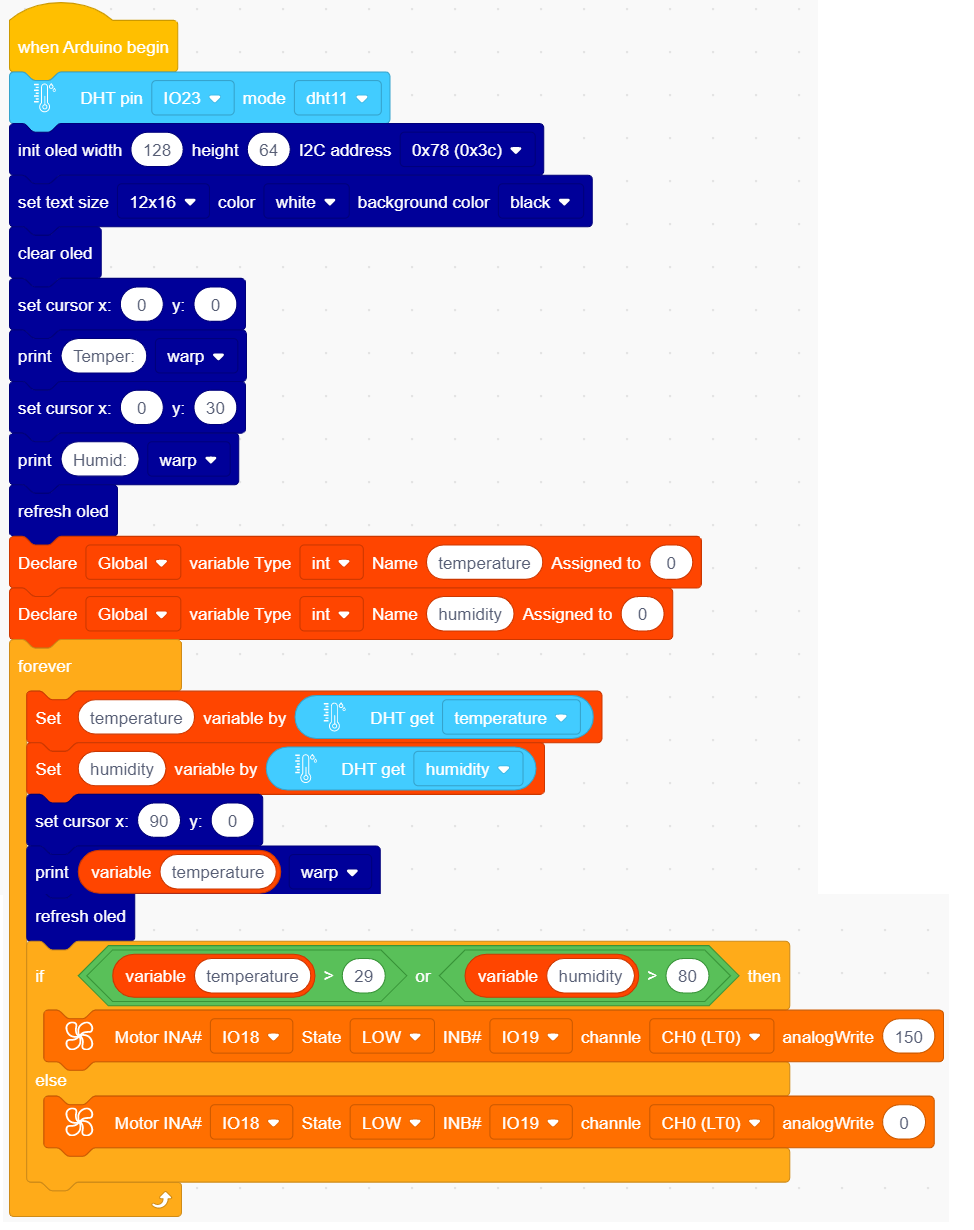 when Arduino begin
DHT pin IO23 mode dht11
init oled width 128 height 64 I2C address 0x78 (0x3c)
set text size 12x16 color white background color black
clear oled
set cursor x: 0 y: 0
print Temper: warp
set cursor x: 0 y: 30
print Humid: warp
refresh oled
Declare Global variable Type int Name temperature Assigned to 0
Declare Global variable Type int Name humidity Assigned to 0
forever
Set temperature variable by DHT get temperature
Set humidity variable by DHT get humidity
set cursor x: 90 y: 0
print variable temperature warp
refresh oled
if variable temperature > 29 or variable humidity > 80 then
Motor INA# IO18 State LOW INB# IO19 channle CH0 (LT0) analogWrite 150
else
Motor INA# IO18 State LOW INB# IO19 channle CH0 (LT0) analogWrite 0